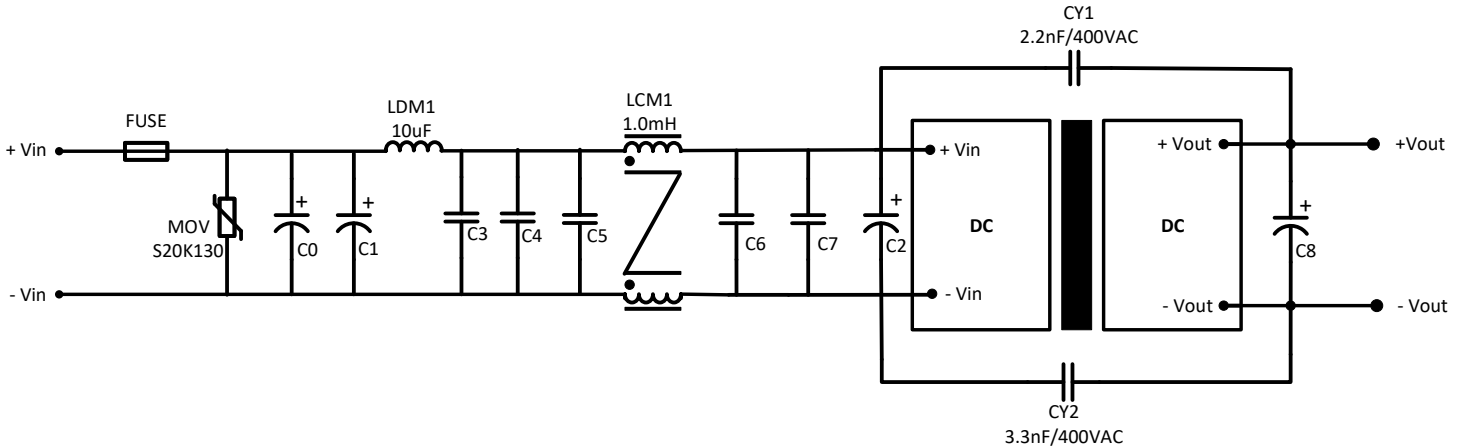 CY1
2.2nF/400VAC
LCM1
1.0mH
LDM1
10uF
FUSE
+ Vin
+ Vin
+ Vout
+Vout
+
+
+
+
MOV
S20K130
C0
C1
C3
C4
C5
C6
C7
C2
DC
DC
C8
- Vin
- Vin
- Vout
- Vout
CY2
3.3nF/400VAC